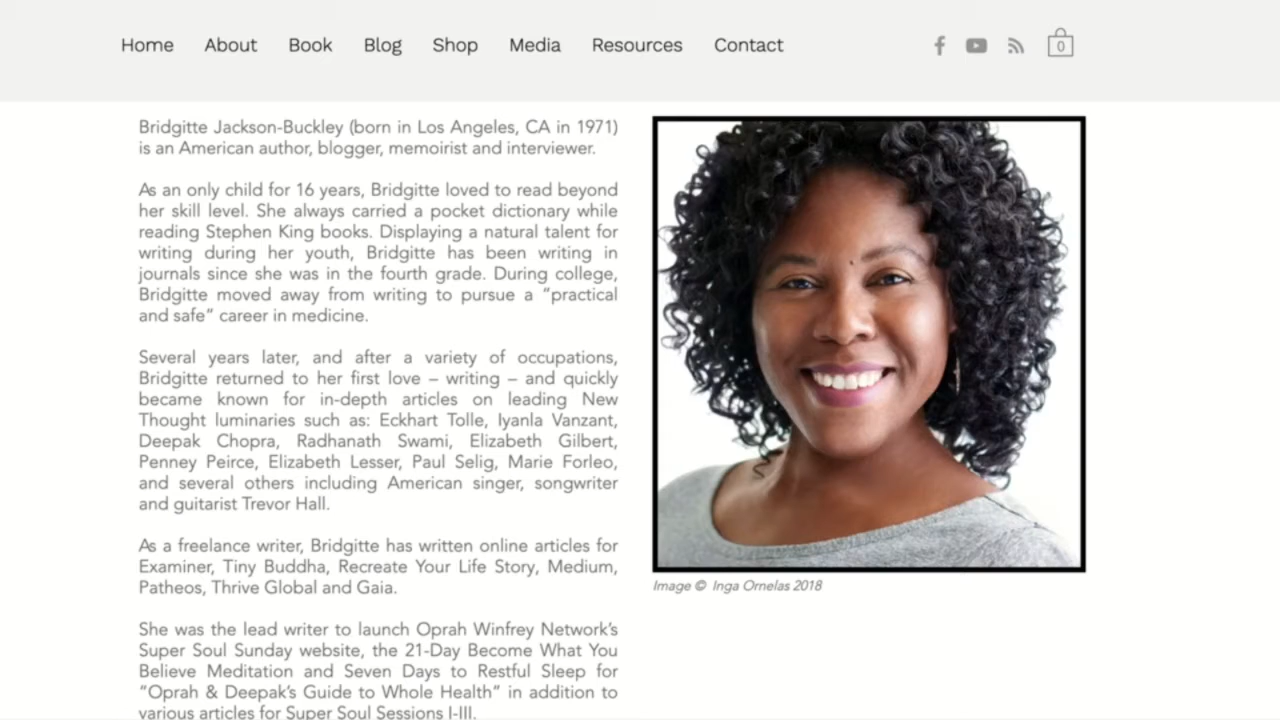 Home About Book Blog Shop Media Resources Contact
0
Bridgitte Jackson-Buckley (born in Los Angeles, CA in 1971)
is an American author, blogger, memoirist and interviewer.
As an only child for 16 years, Bridgitte loved to read beyond
her skill level. She always carried a pocket dictionary while
reading Stephen King books. Displaying a natural talent for
writing during her youth, Bridgitte has been writing in
journals since she was in the fourth grade. During college,
Bridgitte moved away from writing to pursue a “practical
and safe” career in medicine.
Several years later, and after a variety of occupations,
Bridgitte returned to her first love – writing – and quickly
became known for in-depth articles on leading New
Thought luminaries such as: Eckhart Tolle, Iyanla Vanzant,
Deepak Chopra, Radhanath Swami, Elizabeth Gilbert,
Penney Peirce, Elizabeth Lesser, Paul Selig, Marie Forleo,
and several others including American singer, songwriter
and guitarist Trevor Hall.
As a freelance writer, Bridgitte has written online articles for
Examiner, Tiny Buddha, Recreate Your Life Story, Medium,
Patheos, Thrive Global and Gaia.
She was the lead writer to launch Oprah Winfrey Network’s
Super Soul Sunday website, the 21-Day Become What You
Believe Meditation and Seven Days to Restful Sleep for
“Oprah & Deepak’s Guide to Whole Health” in addition to
various articles for Super Soul Sessions I-III.
Image © Inga Ornelas 2018